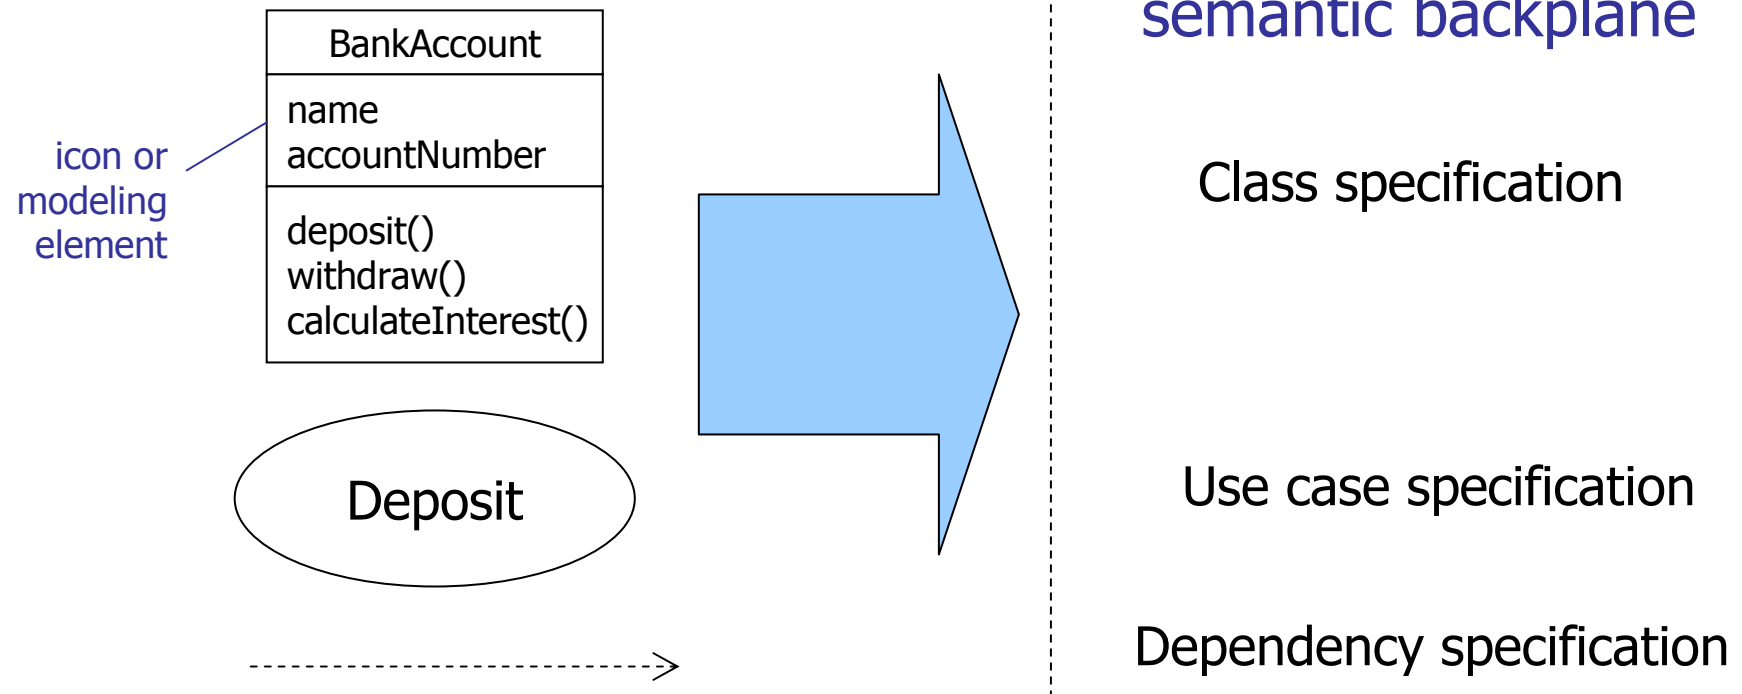 semantic backplane
BankAccount
name
accountNumber
icon or
modeling
element
deposit()
withdraw()
calculateInterest()
Class specification
Deposit
Use case specification
Dependency specification